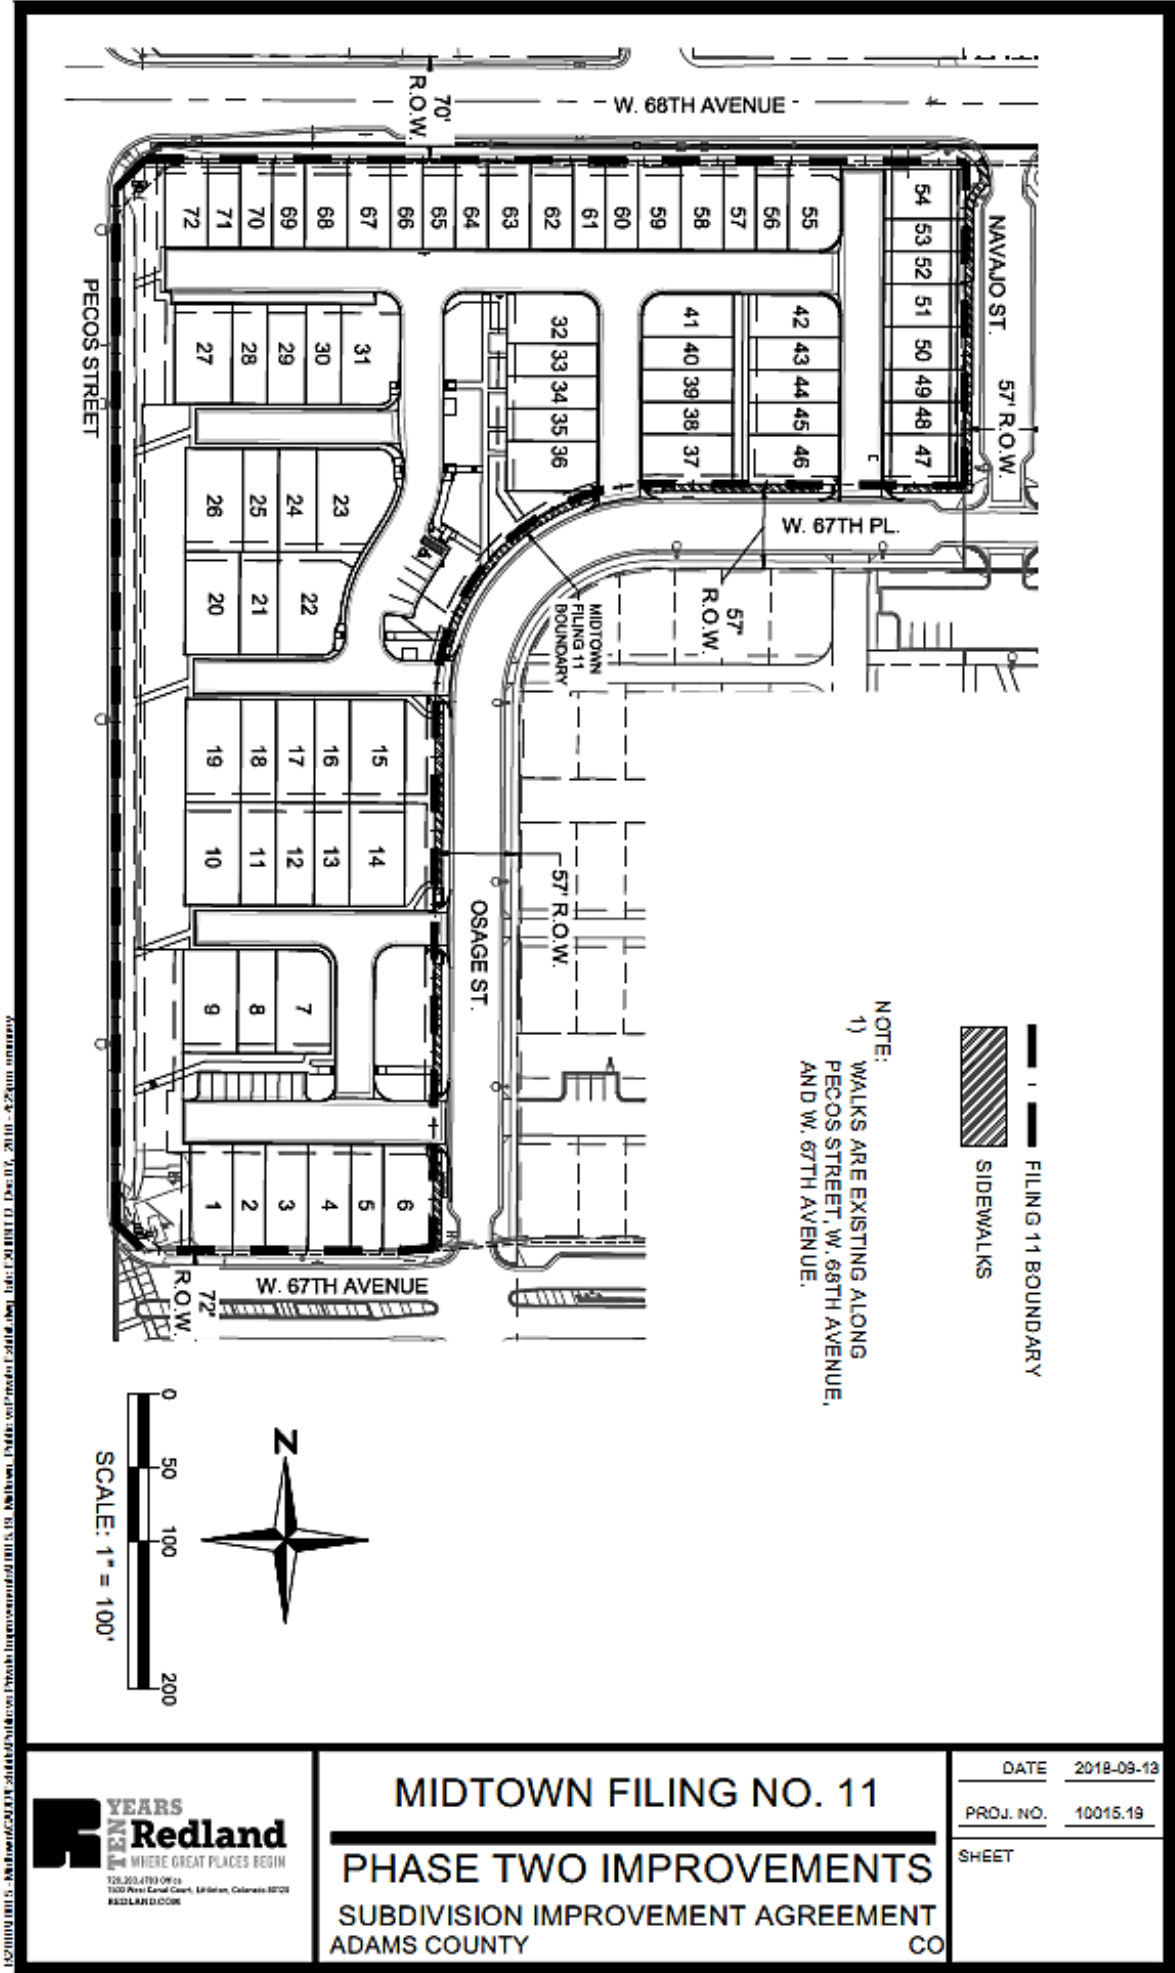 W. 68TH AVENUE
70'
R.O.W.
72 71 70 69 68 67 66 65 64 63 62 61 60 59 58 57 56 55
54
53
52
51
50
49
48
47
NAVAJO ST.
57' R.O.W.
PECOS STREET
27 28 29 30 31
32
33
34
35
36
41
40
39
38
37
42
43
44
45
46
W. 67TH PL.
57'
R.O.W.
26 25 24 23
20 21 22
MIDTOWN
FILING 11
BOUNDARY
19 18 17 16 15
10 11 12 13 14
57' R.O.W.
OSAGE ST.
9 8 7
1 2 3 4 5 6
W. 67TH AVENUE
72'
R.O.W.
FILING 11 BOUNDARY
SIDEWALKS
NOTE:
1) WALKS ARE EXISTING ALONG
PECOS STREET, W. 68TH AVENUE,
AND W. 67TH AVENUE.
N
0 50 100 200
SCALE: 1" = 100'
TEN YEARS
Redland
WHERE GREAT PLACES BEGIN
REDLAND.COM
MIDTOWN FILING NO. 11
PHASE TWO IMPROVEMENTS
SUBDIVISION IMPROVEMENT AGREEMENT
ADAMS COUNTY CO
DATE 2018-09-13
PROJ. NO. 10015.19
SHEET